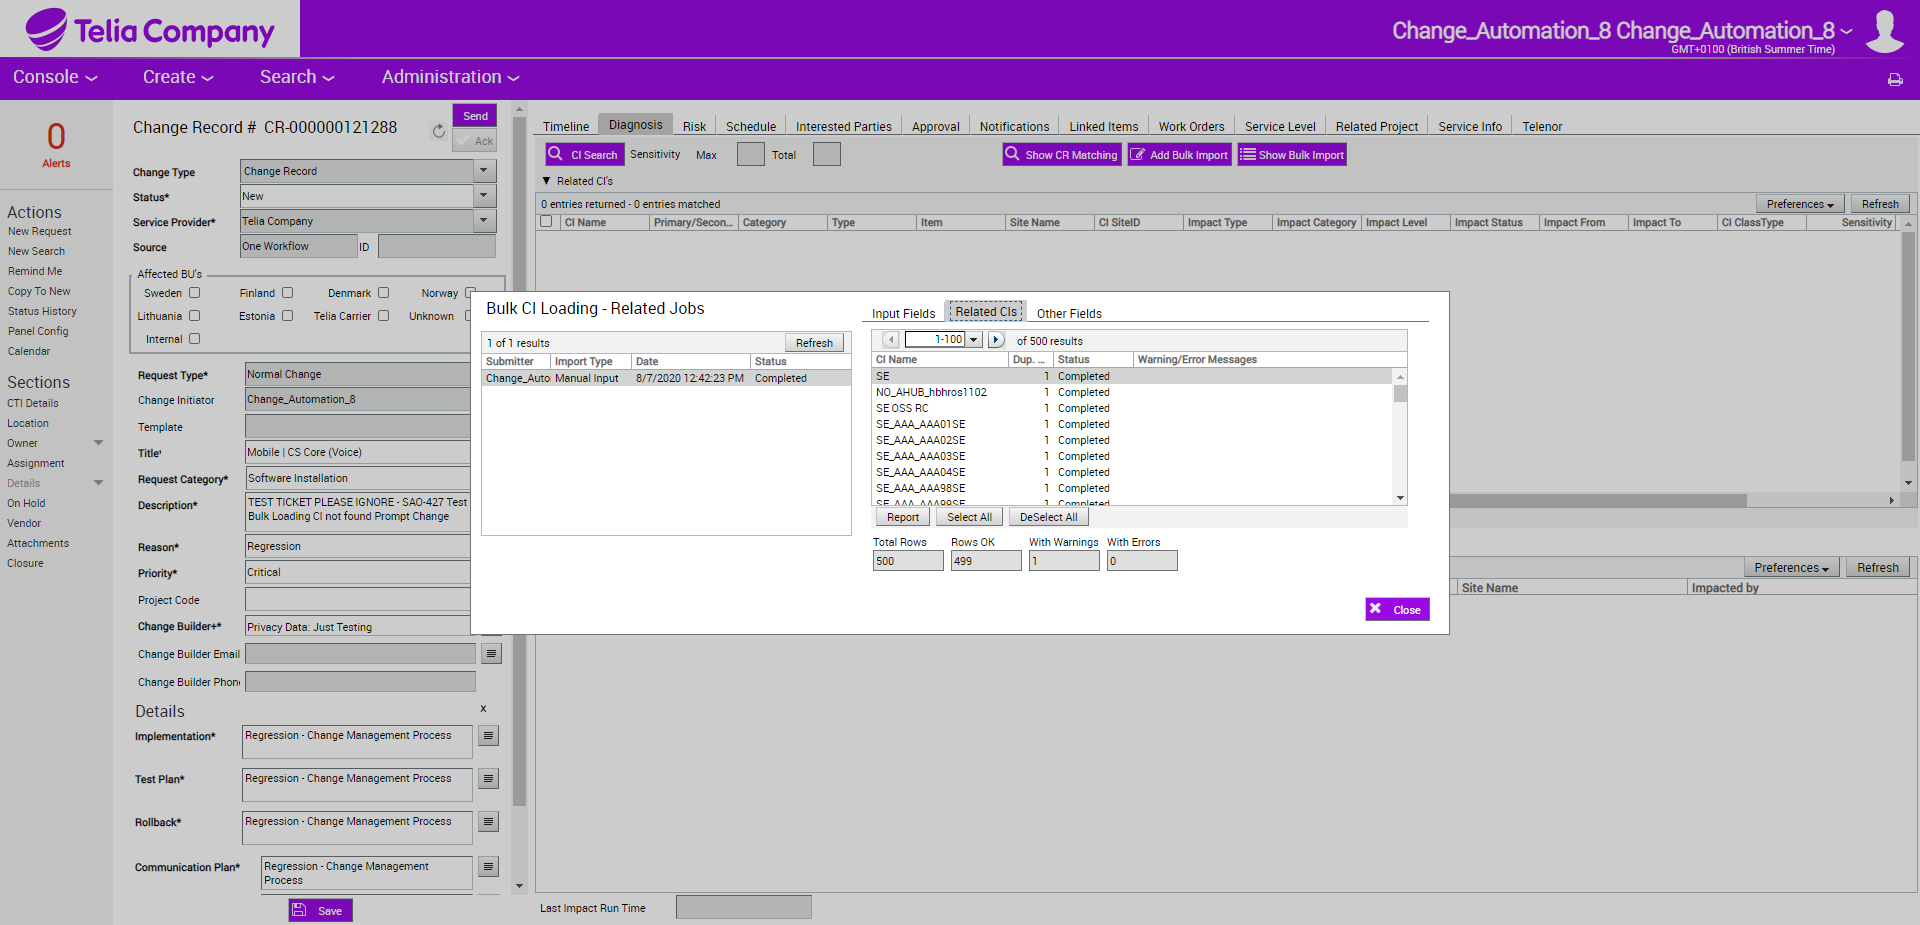 Telia Company
Change_Automation_8 Change_Automation_8
GMT+0100 (British Summer Time)
Console
Create
Search
Administration
0
Alerts
Actions
New Request
New Search
Remind Me
Copy To New
Status History
Panel Config
Calendar
Sections
CTI Details
Location
Owner
Assignment
Details
On Hold
Vendor
Attachments
Closure
Change Record # CR-000000121288
Send
Ack
Change Type Change Record
Status* New
Service Provider* Telia Company
Source One Workflow ID
Affected BU's
Sweden Finland Denmark Norway
Lithuania Estonia Telia Carrier Unknown
Internal
Request Type* Normal Change
Change Initiator Change_Automation_8
Template
Title* Mobile | CS Core (Voice)
Request Category* Software Installation
Description* TEST TICKET PLEASE IGNORE - SAO-427 Test
Bulk Loading CI not found Prompt Change
Reason* Regression
Priority* Critical
Project Code
Change Builder+* Privacy Data: Just Testing
Change Builder Email
Change Builder Phone
Details x
Implementation* Regression - Change Management Process
Test Plan* Regression - Change Management Process
Rollback* Regression - Change Management Process
Communication Plan* Regression - Change Management
Process
Save
Timeline Diagnosis Risk Schedule Interested Parties Approval Notifications Linked Items Work Orders Service Level Related Project Service Info Telenor
CI Search Sensitivity Max Total Show CR Matching Add Bulk Import Show Bulk Import
Related CI's
0 entries returned - 0 entries matched Preferences Refresh
CI Name Primary/Secon... Category Type Item Site Name CI SiteID Impact Type Impact Category Impact Level Impact Status Impact From Impact To CI ClassType Sensitivity
Bulk CI Loading - Related Jobs
1 of 1 results Refresh
Submitter Import Type Date Status
Change_Auto Manual Input 8/7/2020 12:42:23 PM Completed
Input Fields Related CIs Other Fields
1-100 of 500 results
CI Name Dup. ... Status Warning/Error Messages
SE 1 Completed
NO_AHUB_hbhros1102 1 Completed
SE OSS RC 1 Completed
SE_AAA_AAA01SE 1 Completed
SE_AAA_AAA02SE 1 Completed
SE_AAA_AAA03SE 1 Completed
SE_AAA_AAA04SE 1 Completed
SE_AAA_AAA98SE 1 Completed
SE_AAA_AAA99SE 1 Completed
Report Select All DeSelect All
Total Rows Rows OK With Warnings With Errors
500 499 1 0
Close
Preferences Refresh
Site Name Impacted by
Last Impact Run Time